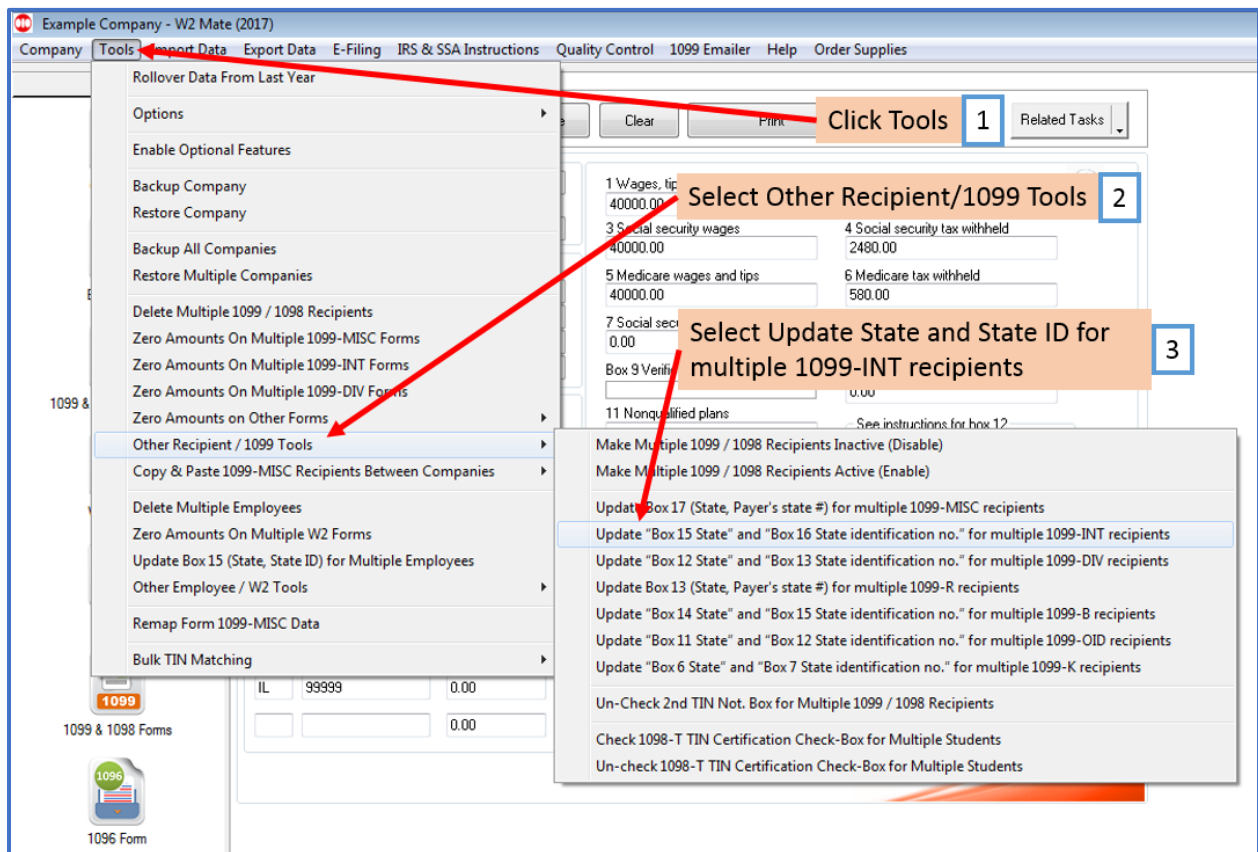 Example Company - W2 Mate (2017)
Company Tools Import Data Export Data E-Filing IRS & SSA Instructions Quality Control 1099 Emailer Help Order Supplies
Rollover Data From Last Year
Options
Enable Optional Features
Backup Company
Restore Company
Backup All Companies
Restore Multiple Companies
Delete Multiple 1099 / 1098 Recipients
Zero Amounts On Multiple 1099-MISC Forms
Zero Amounts On Multiple 1099-INT Forms
Zero Amounts On Multiple 1099-DIV Forms
Zero Amounts on Other Forms
Other Recipient / 1099 Tools
Copy & Paste 1099-MISC Recipients Between Companies
Delete Multiple Employees
Zero Amounts On Multiple W2 Forms
Update Box 15 (State, State ID) for Multiple Employees
Other Employee / W2 Tools
Remap Form 1099-MISC Data
Bulk TIN Matching
Clear Print Related Tasks
Click Tools 1
1 Wages, tip
40000.00
Select Other Recipient/1099 Tools 2
3 Social security wages 4 Social security tax withheld
40000.00 2480.00
5 Medicare wages and tips 6 Medicare tax withheld
40000.00 580.00
7 Social sec
0.00
Select Update State and State ID for
multiple 1099-INT recipients 3
Box 9 Verifi
0.00
11 Nonqualified plans See instructions for box 12
Make Multiple 1099 / 1098 Recipients Inactive (Disable)
Make Multiple 1099 / 1098 Recipients Active (Enable)
Update Box 17 (State, Payer's state #) for multiple 1099-MISC recipients
Update "Box 15 State" and "Box 16 State identification no." for multiple 1099-INT recipients
Update "Box 12 State" and "Box 13 State identification no." for multiple 1099-DIV recipients
Update Box 13 (State, Payer's state #) for multiple 1099-R recipients
Update "Box 14 State" and "Box 15 State identification no." for multiple 1099-B recipients
Update "Box 11 State" and "Box 12 State identification no." for multiple 1099-OID recipients
Update "Box 6 State" and "Box 7 State identification no." for multiple 1099-K recipients
Un-Check 2nd TIN Not. Box for Multiple 1099 / 1098 Recipients
Check 1098-T TIN Certification Check-Box for Multiple Students
Un-check 1098-T TIN Certification Check-Box for Multiple Students
1099 &
IL 99999 0.00
0.00
1099
1099 & 1098 Forms
1096
1096 Form